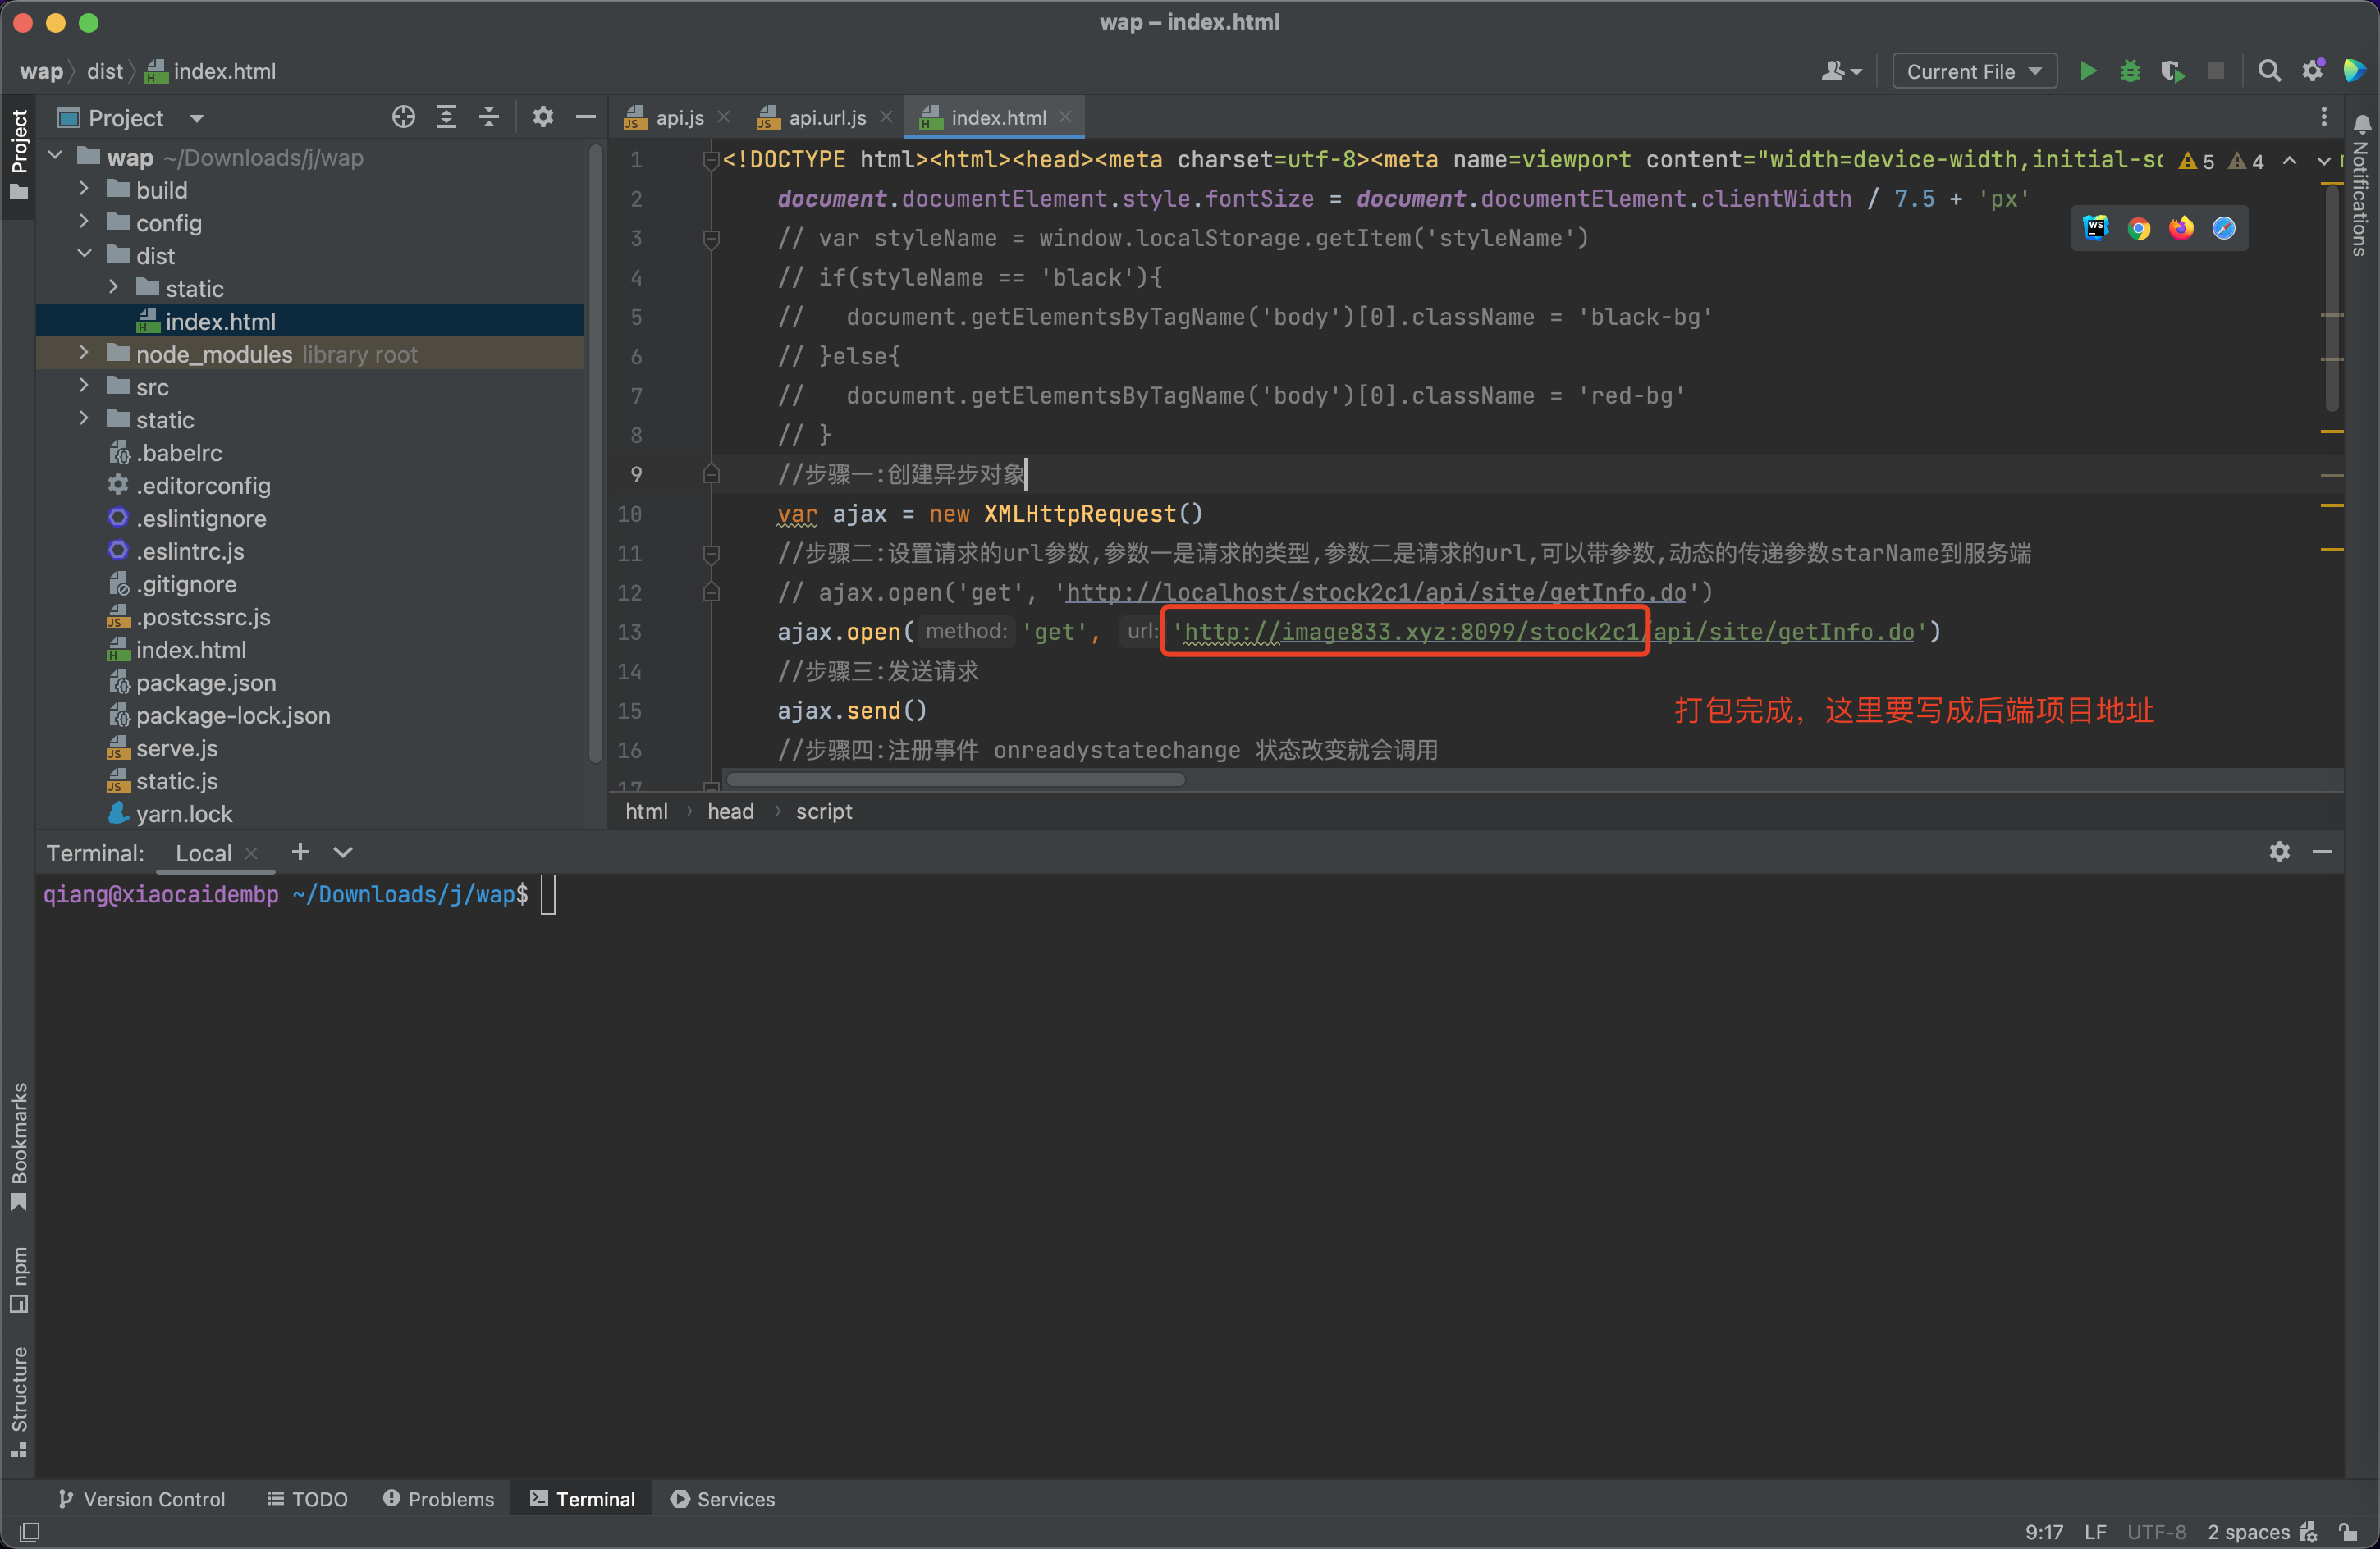 wap – index.html
wap dist index.html
Current File
Project
api.js
api.url.js
index.html
Project
Notifications
wap ~/Downloads/j/wap
build
config
dist
static
index.html
node_modules library root
src
static
.babelrc
.editorconfig
.eslintignore
.eslintrc.js
.gitignore
.postcssrc.js
index.html
package.json
package-lock.json
serve.js
static.js
yarn.lock
1 <!DOCTYPE html><html><head><meta charset=utf-8><meta name=viewport content="width=device-width,initial-sc
5 4
2 document.documentElement.style.fontSize = document.documentElement.clientWidth / 7.5 + 'px'
3 // var styleName = window.localStorage.getItem('styleName')
4 // if(styleName == 'black'){
5 //   document.getElementsByTagName('body')[0].className = 'black-bg'
6 // }else{
7 //   document.getElementsByTagName('body')[0].className = 'red-bg'
8 // }
9 //步骤一:创建异步对象
10 var ajax = new XMLHttpRequest()
11 //步骤二:设置请求的url参数,参数一是请求的类型,参数二是请求的url,可以带参数,动态的传递参数starName到服务端
12 // ajax.open('get', 'http://localhost/stock2c1/api/site/getInfo.do')
13 ajax.open( method: 'get', url: 'http://image833.xyz:8099/stock2c1/api/site/getInfo.do')
14 //步骤三:发送请求
15 ajax.send()
打包完成，这里要写成后端项目地址
16 //步骤四:注册事件 onreadystatechange 状态改变就会调用
17
html head script
Terminal: Local
qiang@xiaocaidembp ~/Downloads/j/wap$
Bookmarks
npm
Structure
Version Control TODO Problems Terminal Services
9:17 LF UTF-8 2 spaces